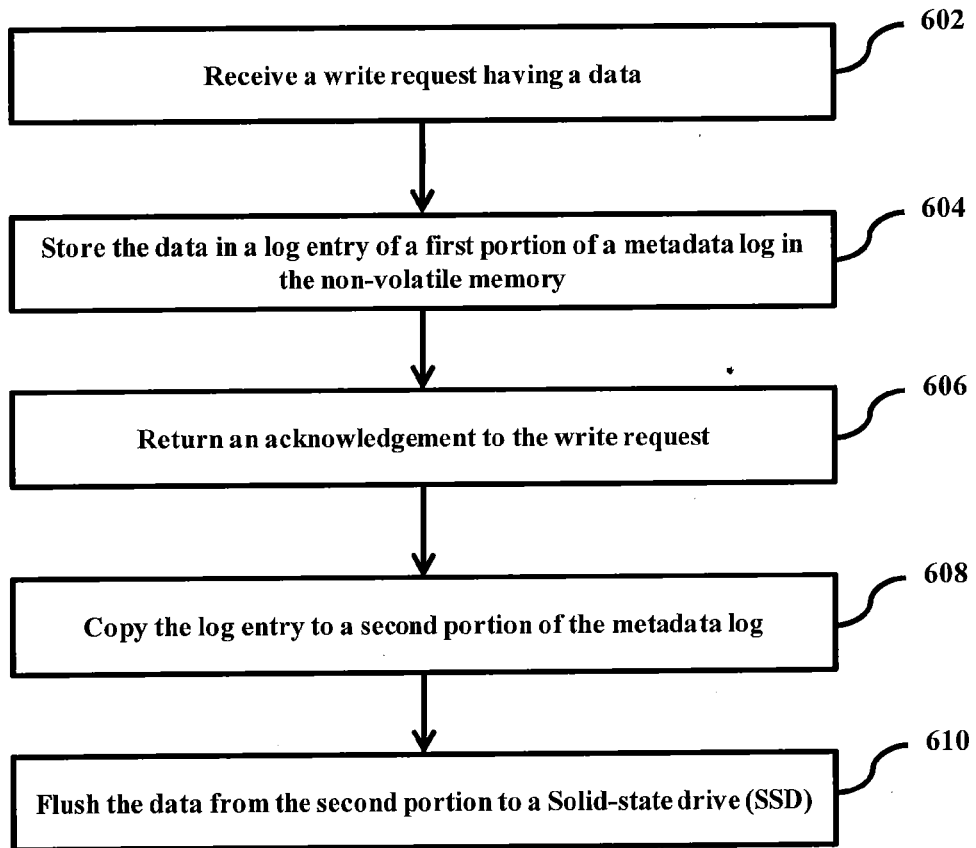 602
Receive a write request having a data
604
Store the data in a log entry of a first portion of a metadata log in
the non-volatile memory
606
Return an acknowledgement to the write request
608
Copy the log entry to a second portion of the metadata log
610
Flush the data from the second portion to a Solid-state drive (SSD)